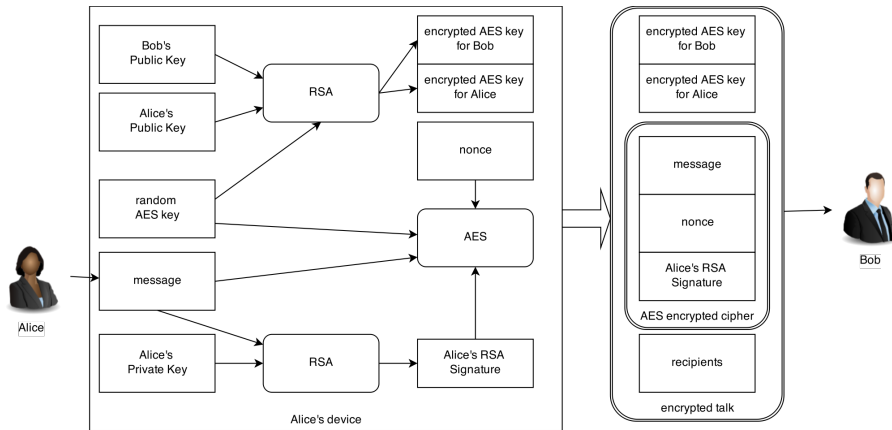 Bob's
Public Key
Alice's
Public Key
random
AES key
message
Alice's
Private Key
RSA
RSA
encrypted AES key
for Bob
encrypted AES key
for Alice
nonce
AES
Alice's RSA
Signature
Alice's device
Alice
encrypted AES key
for Bob
encrypted AES key
for Alice
message
nonce
Alice's RSA
Signature
AES encrypted cipher
recipients
encrypted talk
Bob